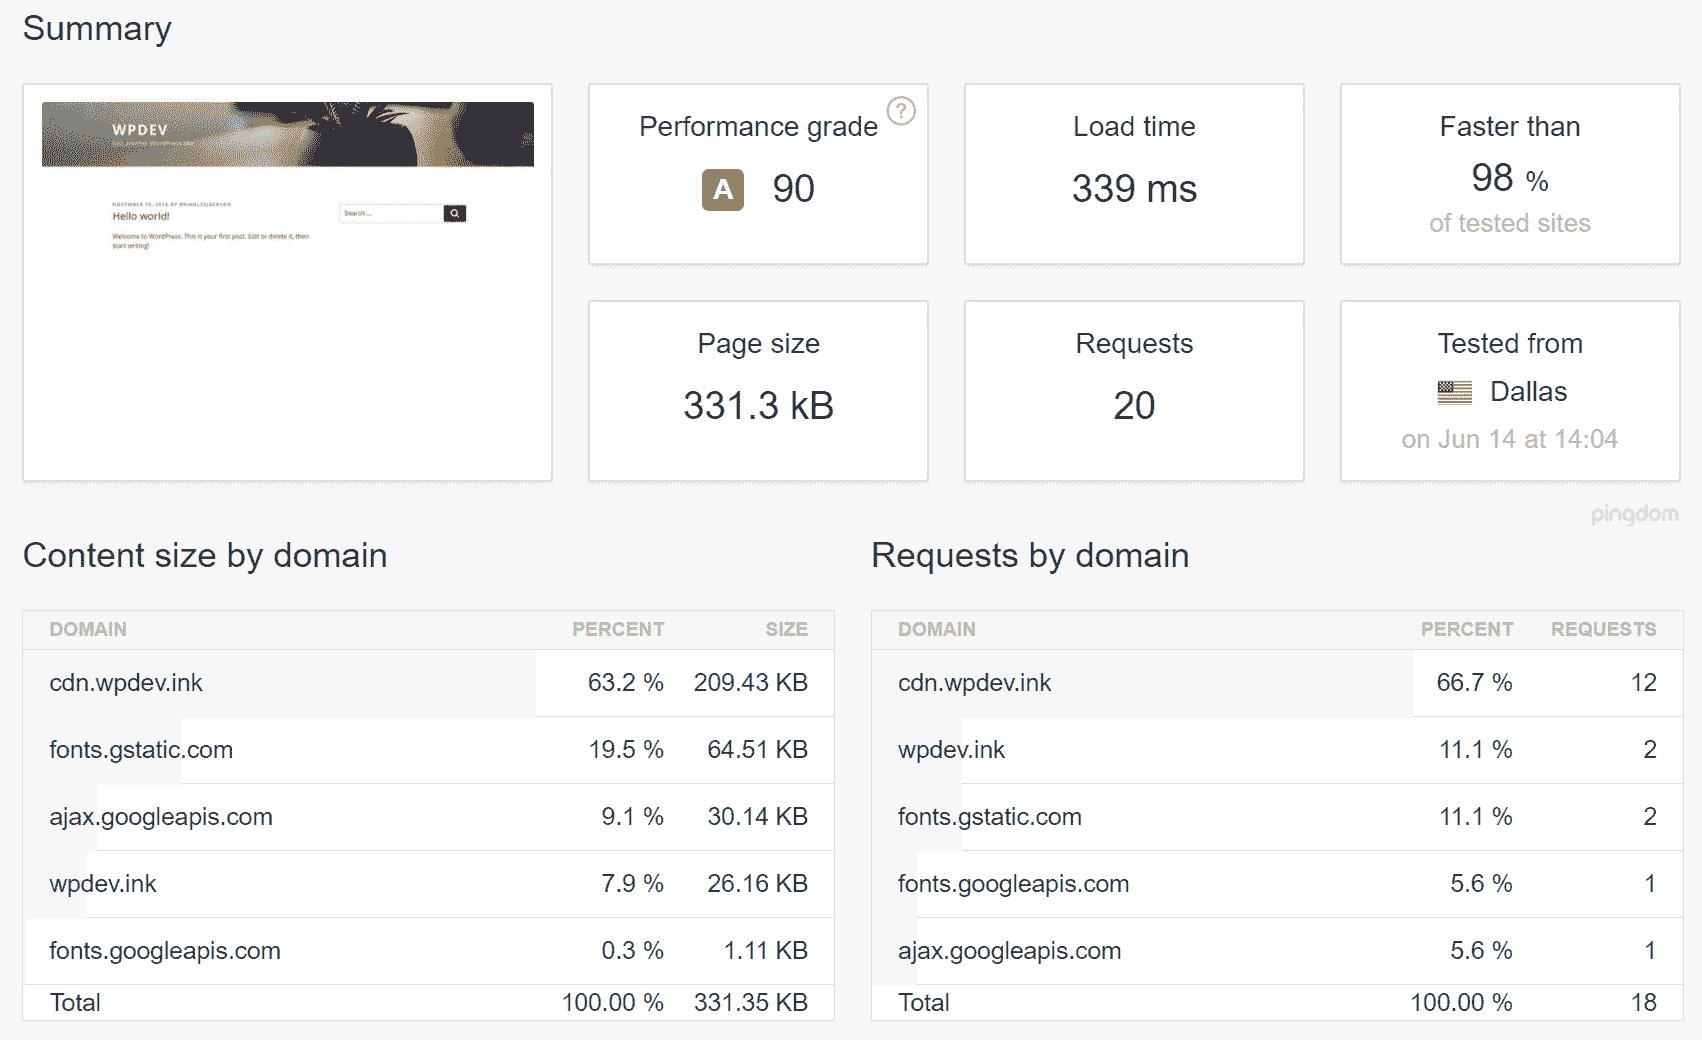 Summary
WPDEV
Just another WordPress site
NOVEMBER 10, 2016 BY BRIANLEEJACKSON
Hello world!
Welcome to WordPress. This is your first post. Edit or delete it, then
start writing!
Search ...
Performance grade ?
A 90
Load time
339 ms
Faster than
98 %
of tested sites
Page size
331.3 kB
Requests
20
Tested from
Dallas
on Jun 14 at 14:04
pingdom
Content size by domain
DOMAIN PERCENT SIZE
cdn.wpdev.ink 63.2 % 209.43 KB
fonts.gstatic.com 19.5 % 64.51 KB
ajax.googleapis.com 9.1 % 30.14 KB
wpdev.ink 7.9 % 26.16 KB
fonts.googleapis.com 0.3 % 1.11 KB
Total 100.00 % 331.35 KB
Requests by domain
DOMAIN PERCENT REQUESTS
cdn.wpdev.ink 66.7 % 12
wpdev.ink 11.1 % 2
fonts.gstatic.com 11.1 % 2
fonts.googleapis.com 5.6 % 1
ajax.googleapis.com 5.6 % 1
Total 100.00 % 18